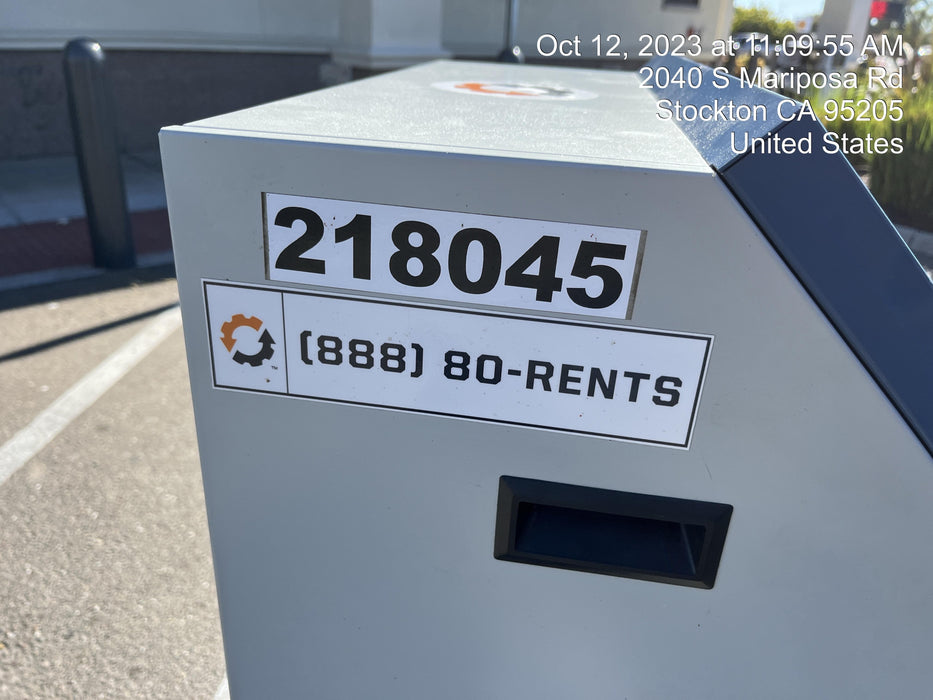 Oct 12, 2023 at 11:09:55 AM
2040 S Mariposa Rd
Stockton CA 95205
United States
218045
(888) 80-RENTS
TM